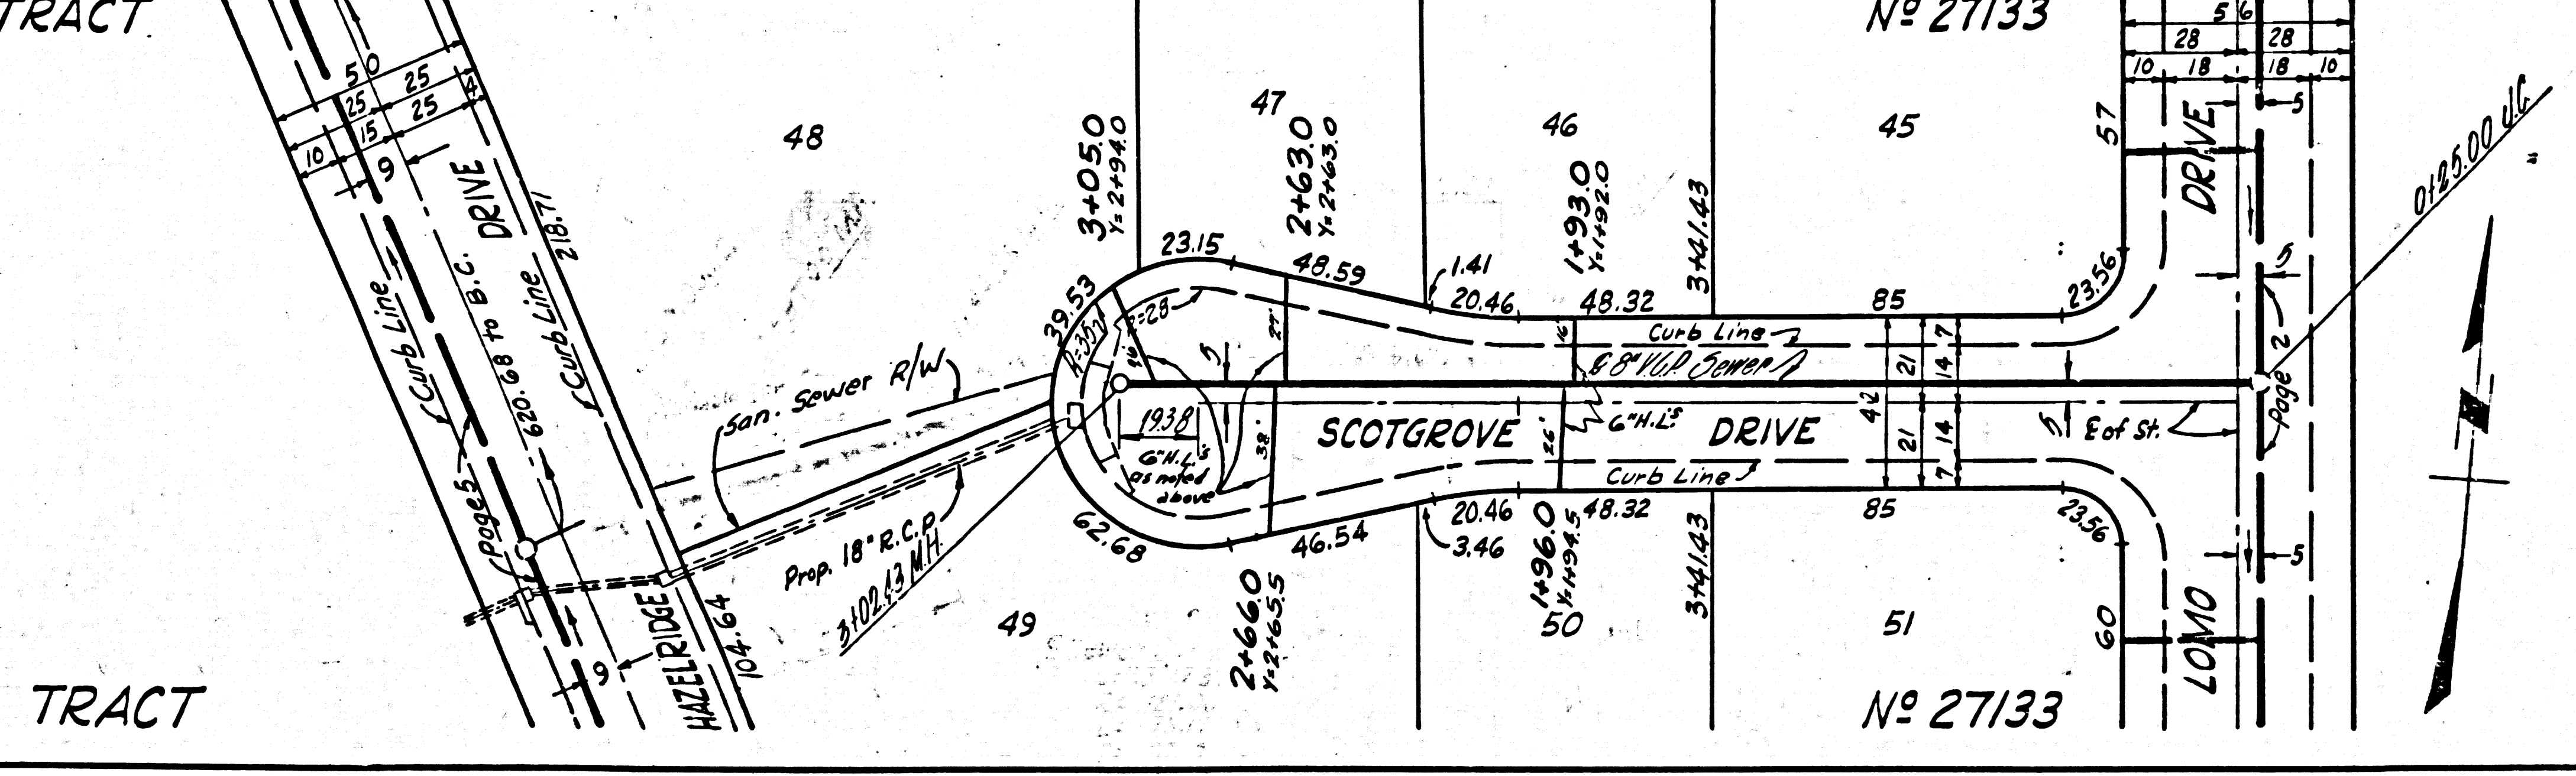 TRACT
Nº 27133
5 0
25
4
25
25
15
10
9
DRIVE
Curb Line
620.68 to B.C.
Curb Line
218.71
48
3+05.0
Y=2+94.0
47
2+63.0
Y=2+63.0
46
1+93.0
Y=1+92.0
3+41.43
45
57
56
28
28
10
18
18
10
DRIVE
5
0+25.00 J.C.
=
23.15
48.59
1.41
20.46
48.32
85
23.56
5
39.53
R=28
27'
16'
Curb Line
8" V.C.P. Sewer
21
14
7
42
5
San. Sewer R/W
19.38
6" H.L.'s
as noted
above
38'
SCOTGROVE
26'
6" H.L.'s
DRIVE
Curb Line
21
14
7
5
℄ of St.
Page 2
Page 5
Prop. 18" R.C.P.
3+02.43 M.H.
62.68
46.54
20.46
3.46
48.32
85
23.56
5
2+66.0
Y=2+65.5
1+96.0
Y=1+94.5
3+41.43
HAZELRIDGE
104.64
9
49
50
51
60
LOMO
N
TRACT
Nº 27133